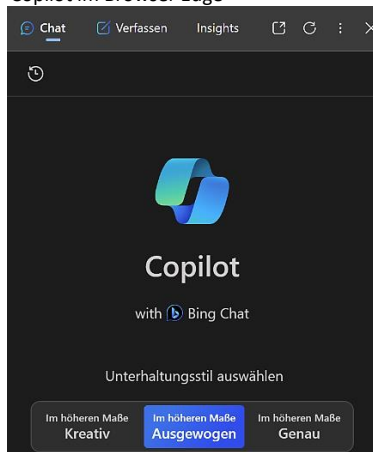 Copilot im Browser Edge
Chat Verfassen Insights
Copilot
with Bing Chat
Unterhaltungsstil auswählen
Im höheren Maße Im höheren Maße Im höheren Maße
Kreativ Ausgewogen Genau